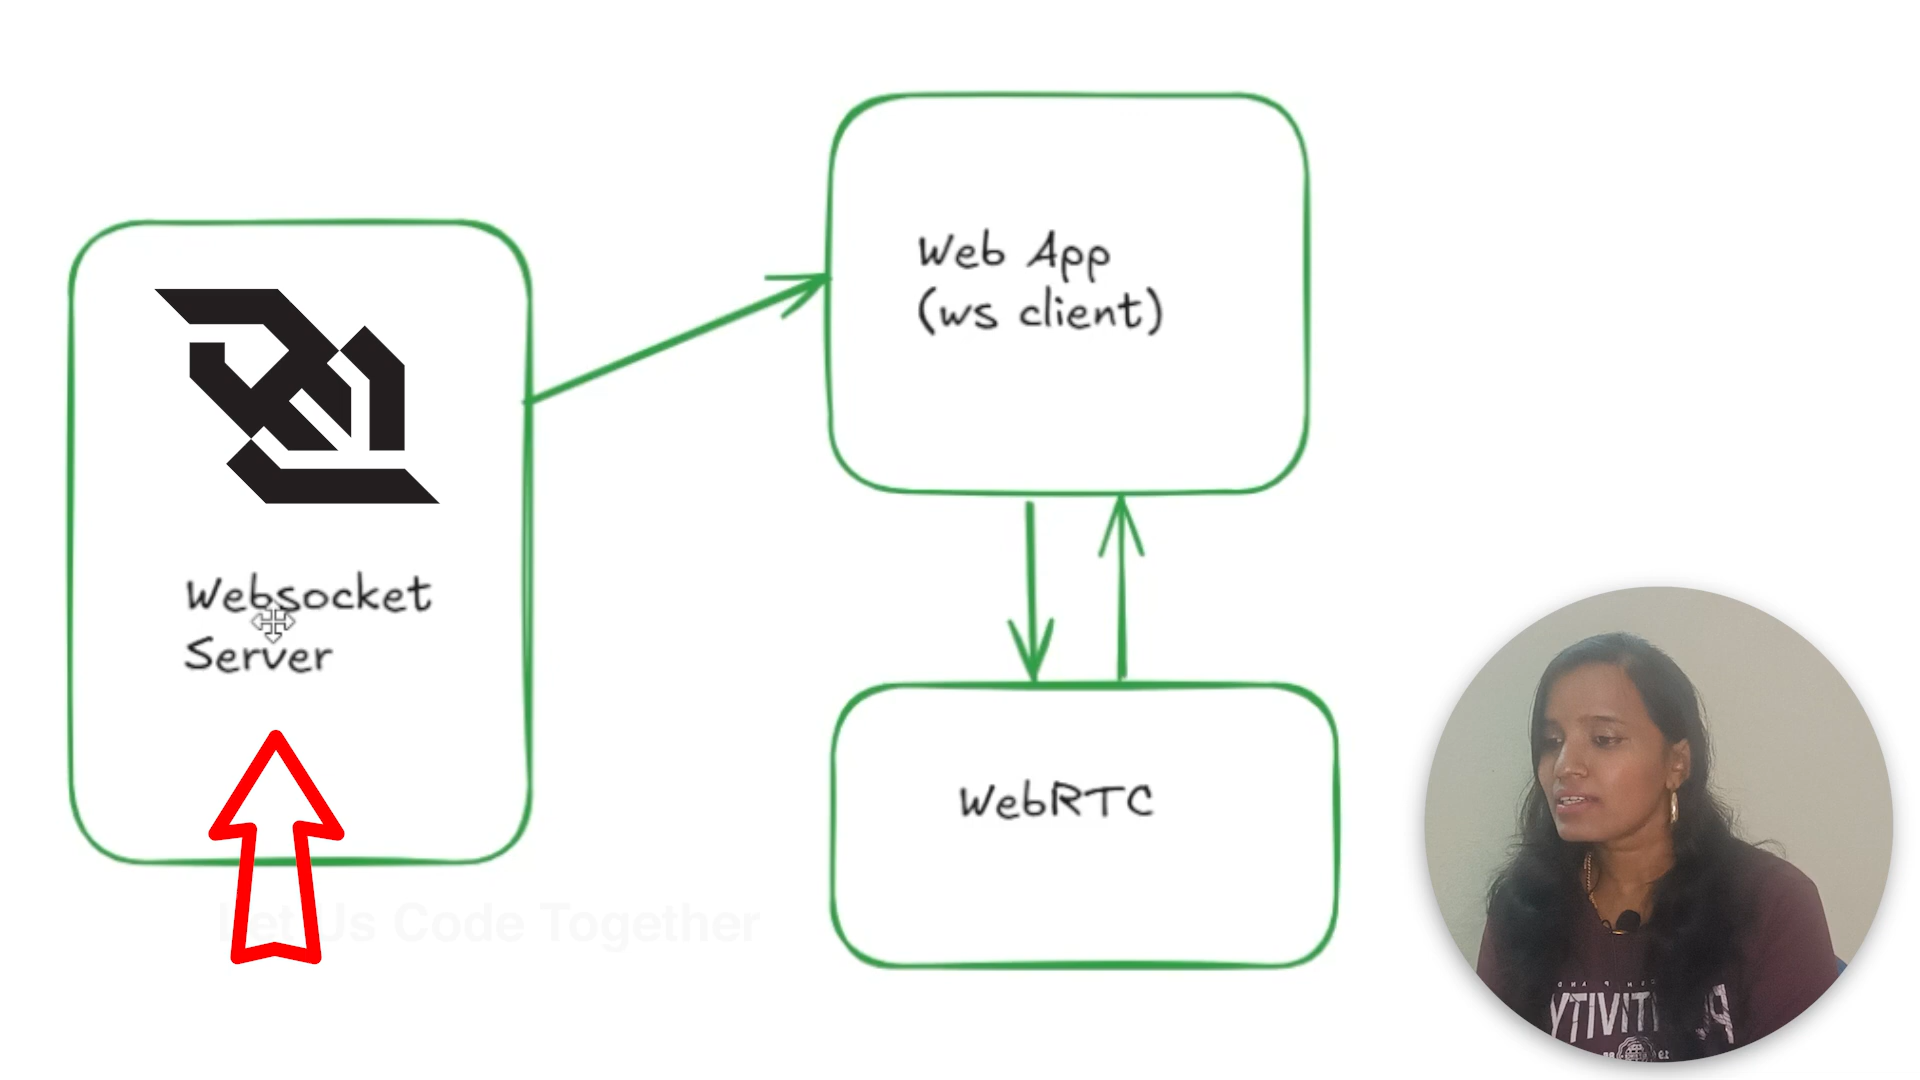 Web App
(ws client)
Websocket
Server
WebRTC
Let Us Code Together